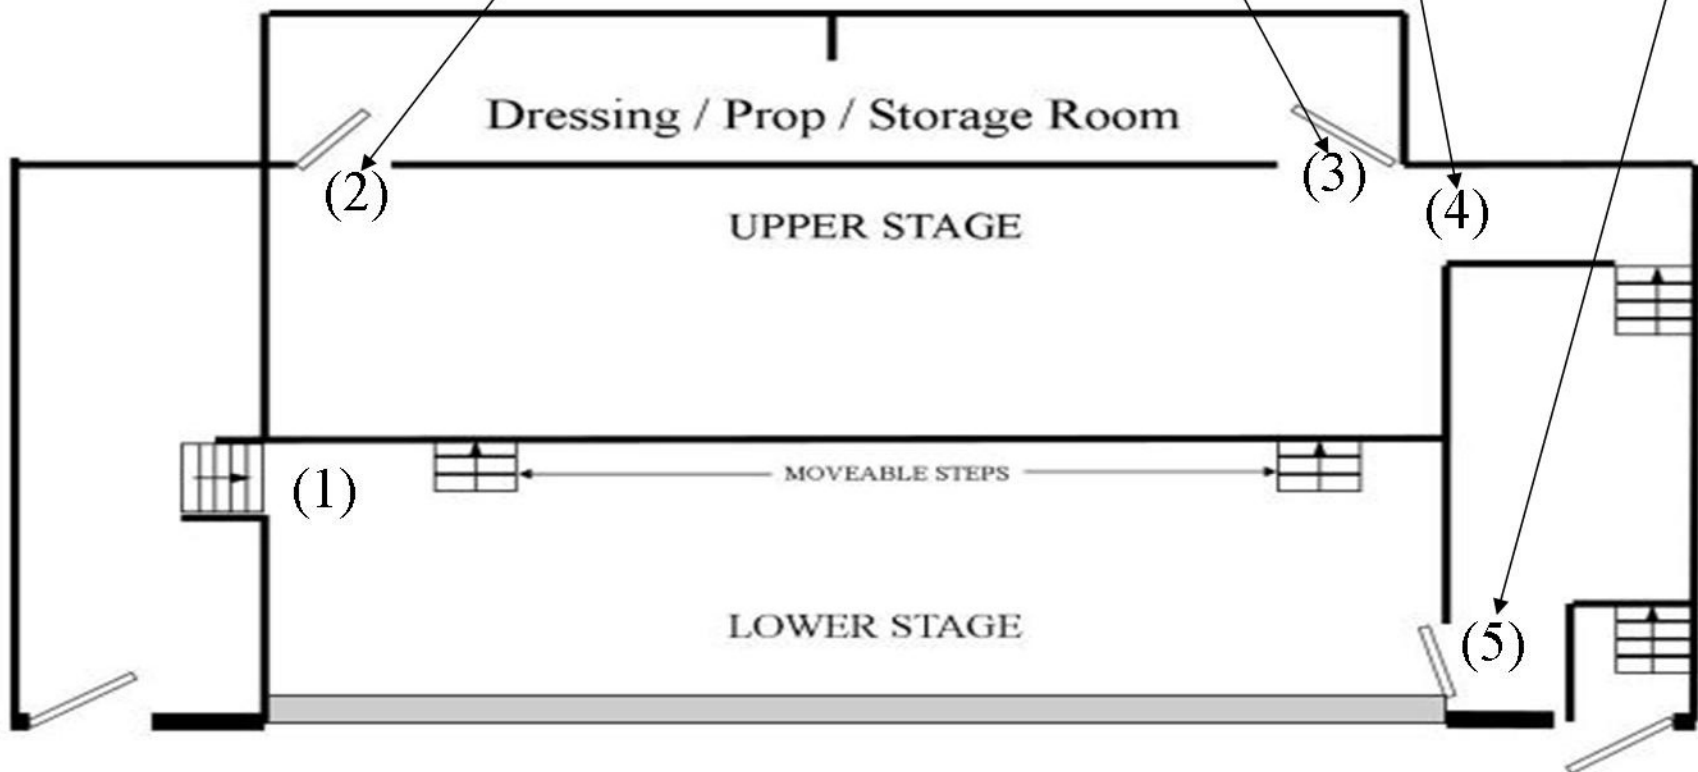 Dressing / Prop / Storage Room
(2)
(3)
(4)
UPPER STAGE
(1)
MOVEABLE STEPS
LOWER STAGE
(5)